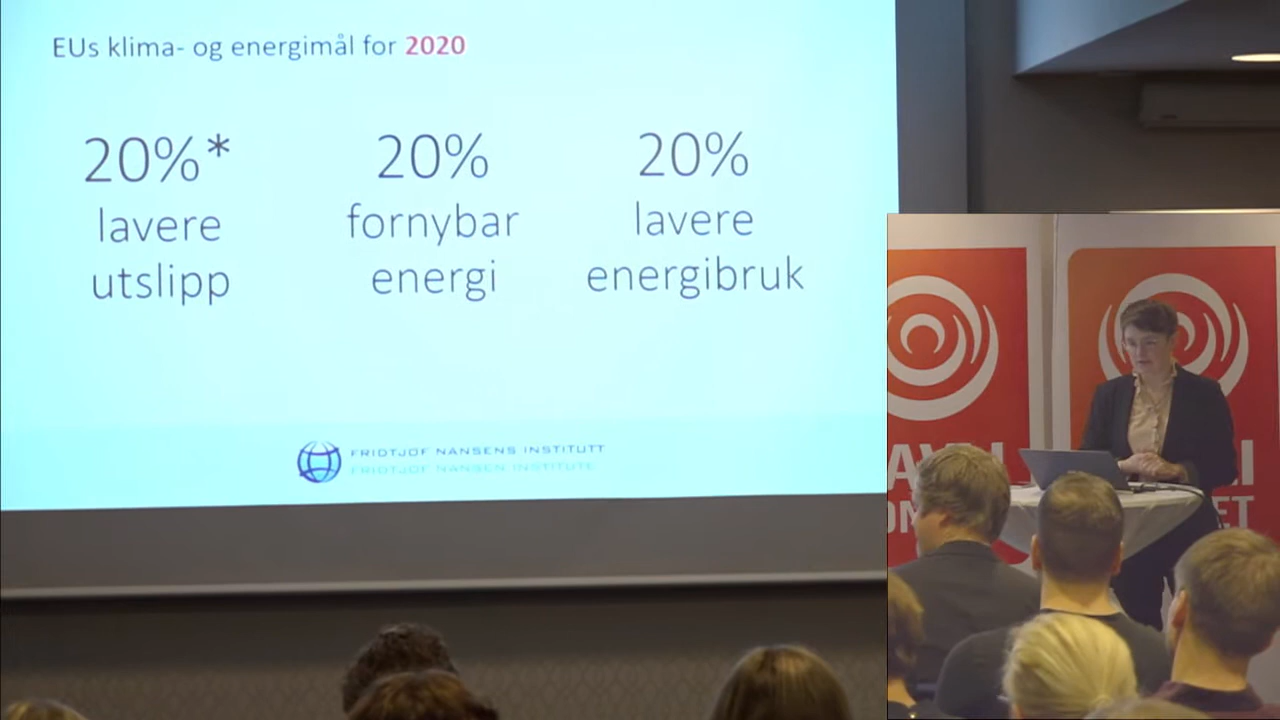 EUs klima- og energimål for 2020
20%*
lavere
utslipp
20%
fornybar
energi
20%
lavere
energibruk
FRIDTJOF NANSENS INSTITUTT
FRIDTJOF NANSEN INSTITUTE